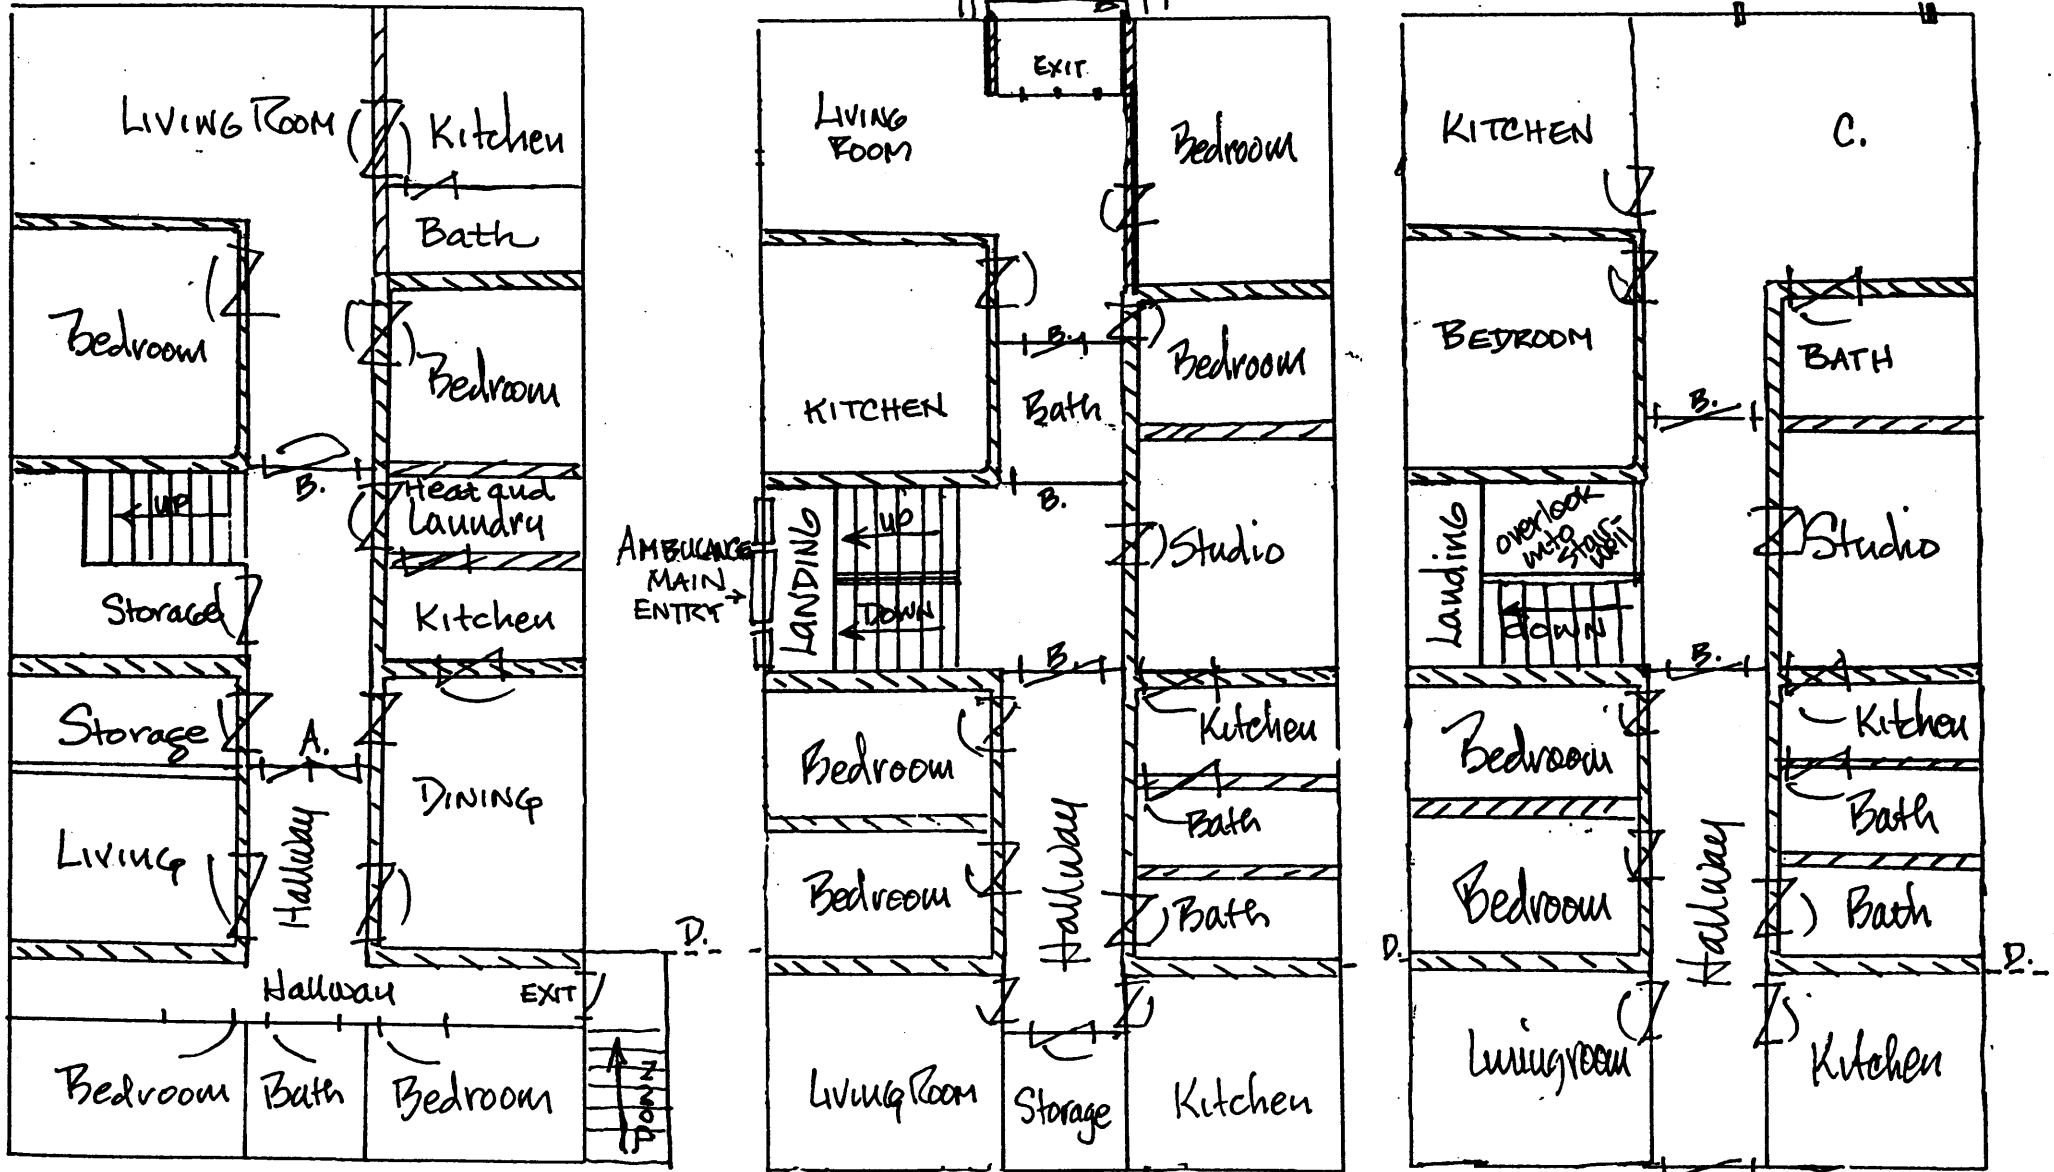 LIVING ROOM
Kitchen
Bath
Bedroom
Bedroom
B.
UP
Heat and
Laundry
Storage
Kitchen
Storage
A.
DINING
LIVING
Hallway
Hallway
EXIT
Bedroom
Bath
Bedroom
DOWN
D.
B.
EXIT
LIVING
ROOM
Bedroom
B.
Bedroom
KITCHEN
Bath
B.
AMBULANCE
MAIN
ENTRY
LANDING
UP
DOWN
Studio
B.
Kitchen
Bedroom
Bath
Hallway
Bedroom
Bath
LIVING ROOM
Storage
Kitchen
KITCHEN
C.
BEDROOM
BATH
B.
Landing
overlook
into
stair-
well
DOWN
Studio
B.
Kitchen
Bedroom
Bath
Hallway
Bedroom
Bath
D.
D.
Livingroom
Kitchen